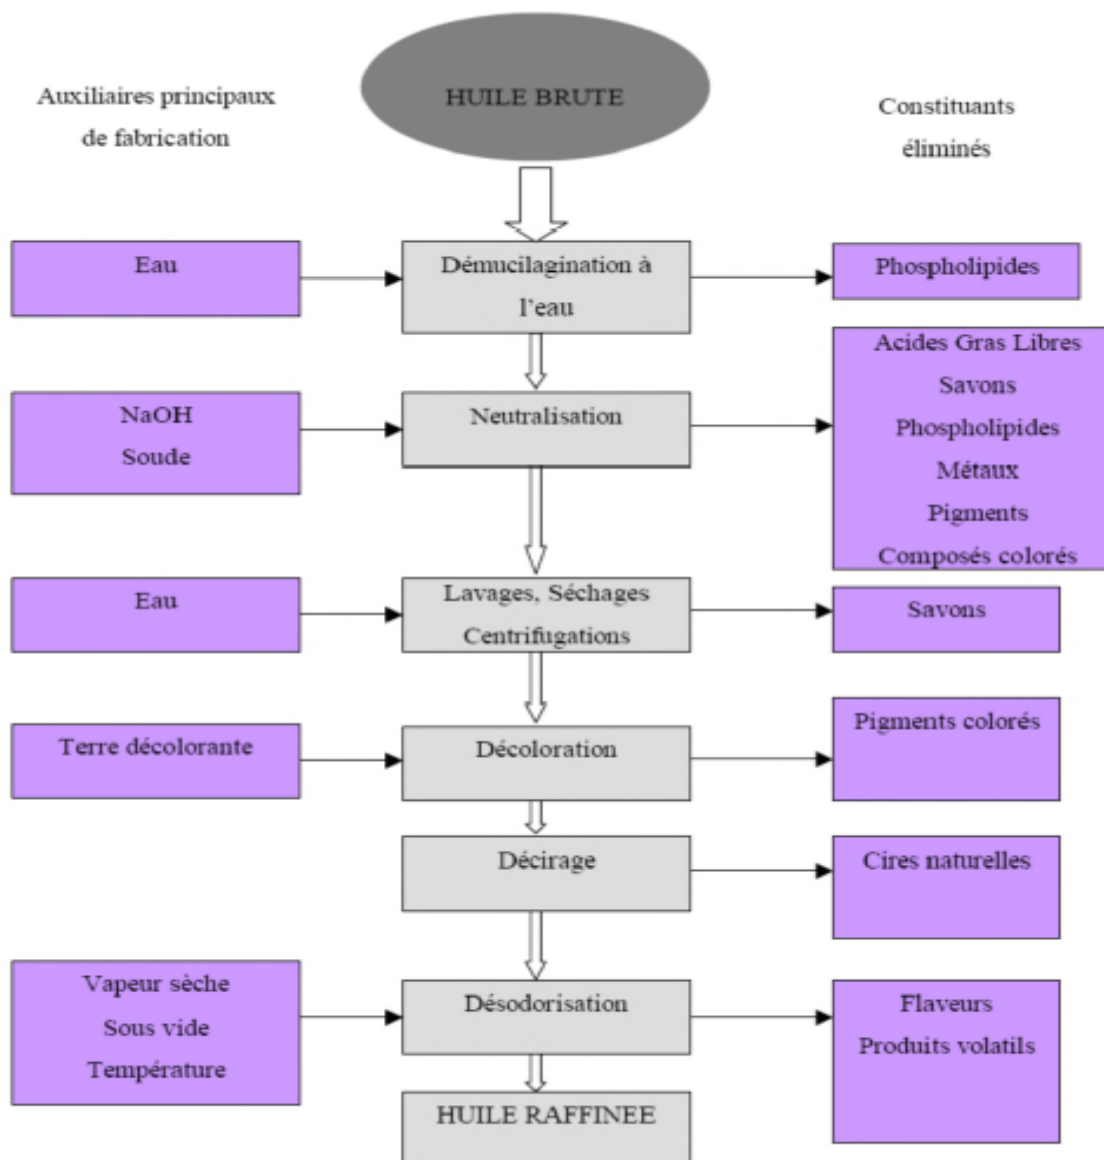 HUILE BRUTE
Auxiliaires principaux
de fabrication
Constituants
éliminés
Eau
Démucilagination à
l'eau
Phospholipides
NaOH
Soude
Neutralisation
Acides Gras Libres
Savons
Phospholipides
Métaux
Pigments
Composés colorés
Eau
Lavages, Séchages
Centrifugations
Savons
Terre décolorante
Décoloration
Pigments colorés
Décirage
Cires naturelles
Vapeur sèche
Sous vide
Température
Désodorisation
Flaveurs
Produits volatils
HUILE RAFFINEE